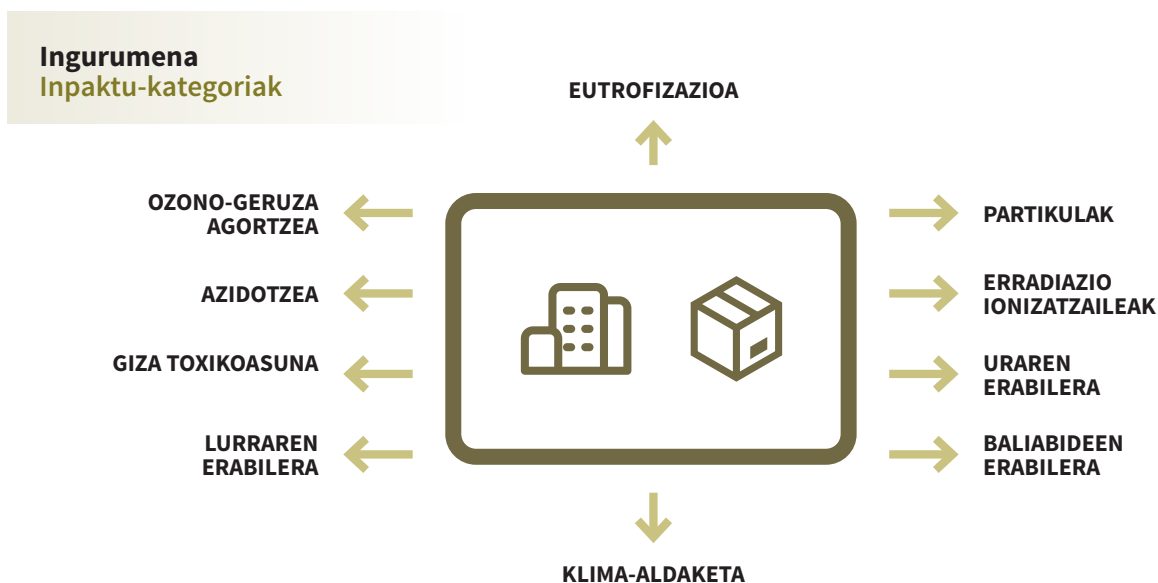 Ingurumena
Inpaktu-kategoriak
EUTROFIZAZIOA
OZONO-GERUZA
AGORTZEA
AZIDOTZEA
GIZA TOXIKOASUNA
LURRAREN
ERABILERA
PARTIKULAK
ERRADIAZIO
IONIZATZAILEAK
URAREN
ERABILERA
BALIABIDEEN
ERABILERA
KLIMA-ALDAKETA